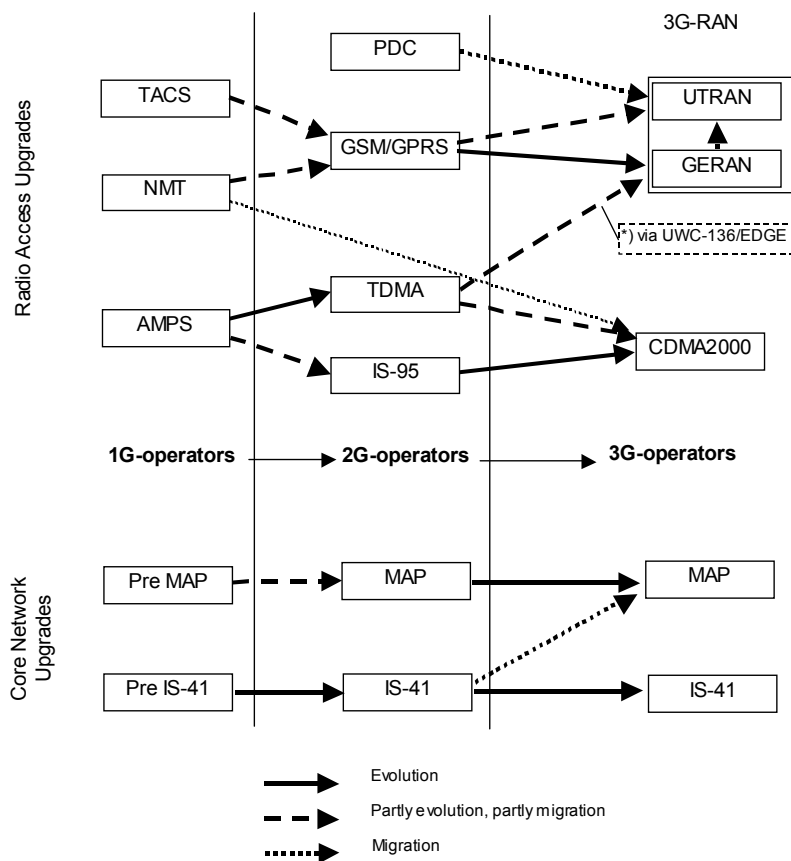 3G-RAN
PDC
TACS
UTRAN
GSM/GPRS
GERAN
NMT
*) via UWC-136/EDGE
TDMA
AMPS
CDMA2000
IS-95
Radio Access Upgrades
1G-operators
2G-operators
3G-operators
Pre MAP
MAP
MAP
Core Network
Upgrades
Pre IS-41
IS-41
IS-41
Evolution
Partly evolution, partly migration
Migration